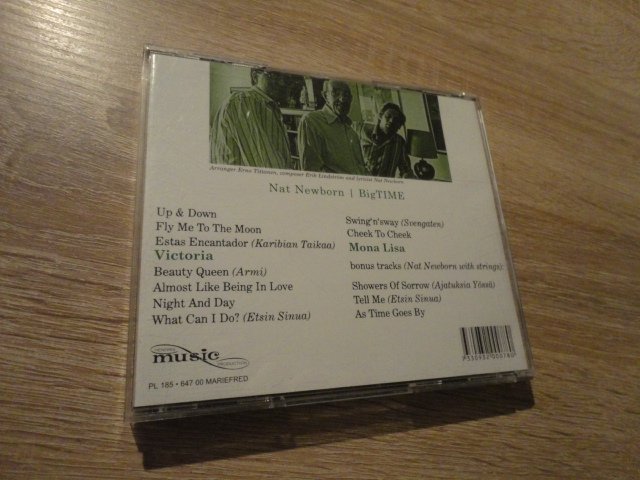 Arranger Erno Tiittanen, composer Erik Lindström and lyricist Nat Newborn
Nat Newborn | BigTIME
Up & Down
Fly Me To The Moon
Estas Encantador (Karibian Taikaa)
Victoria
Beauty Queen (Armi)
Almost Like Being In Love
Night And Day
What Can I Do? (Etsin Sinua)
Swing'n'sway (Svengaten)
Cheek To Cheek
Mona Lisa
bonus tracks (Nat Newborn with strings):
Showers Of Sorrow (Ajatuksia Yössä)
Tell Me (Etsin Sinua)
As Time Goes By
music
PRODUCTION
PL 185 • 647 00 MARIEFRED